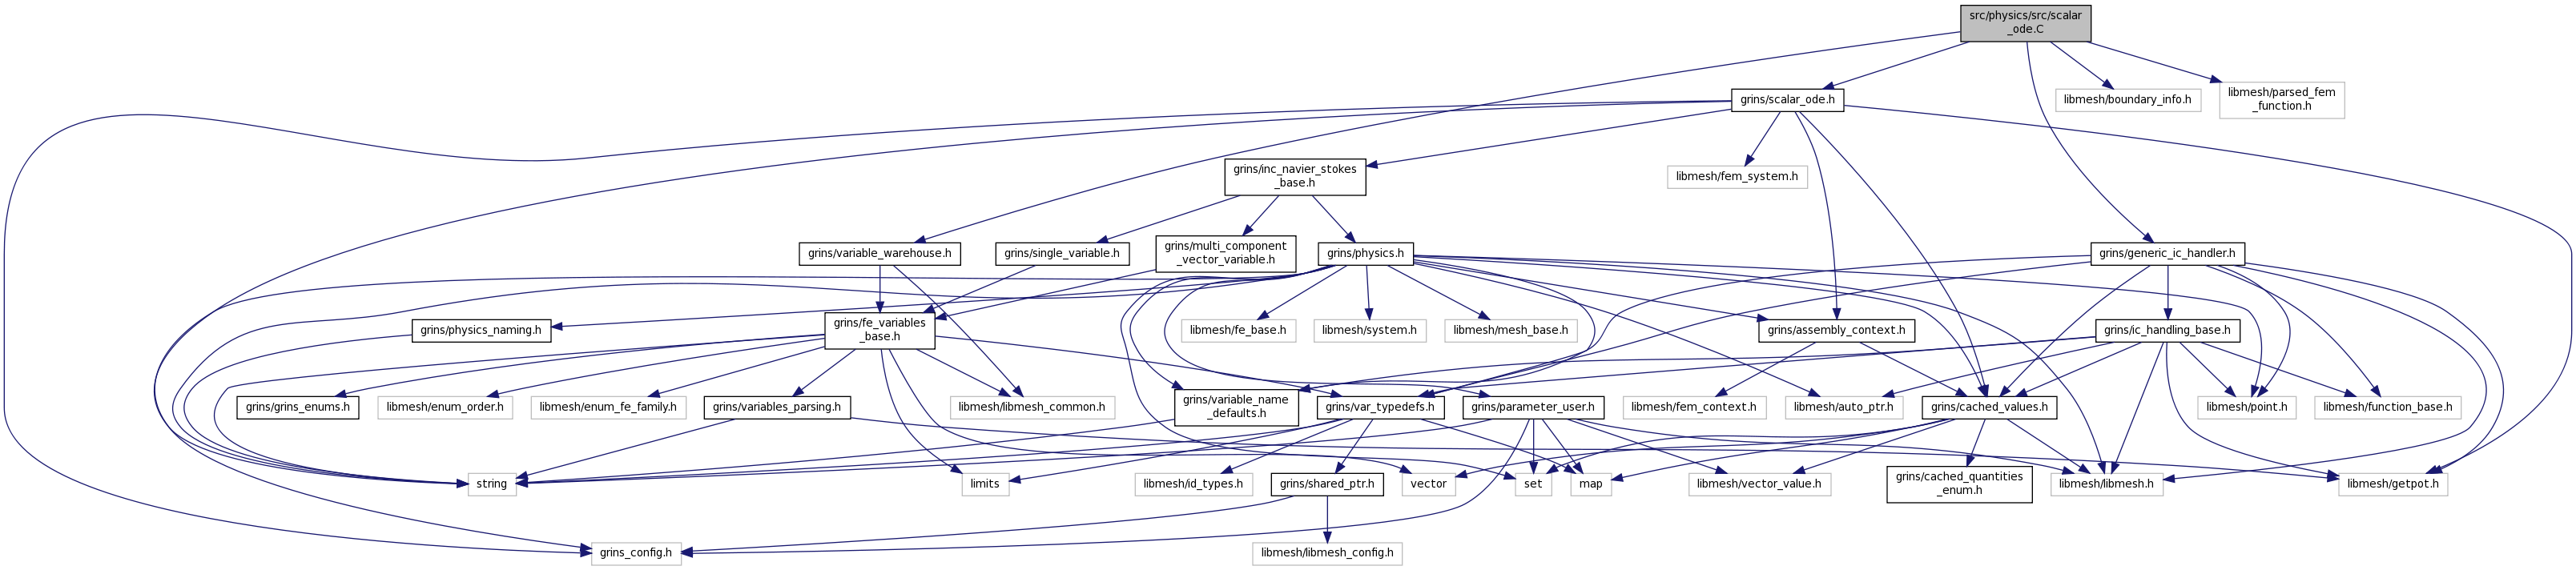 src/physics/src/scalar
_ode.C
grins/scalar_ode.h
libmesh/boundary_info.h
libmesh/parsed_fem
_function.h
grins/inc_navier_stokes
_base.h
libmesh/fem_system.h
grins/variable_warehouse.h
grins/single_variable.h
grins/multi_component
_vector_variable.h
grins/physics.h
grins/generic_ic_handler.h
grins/physics_naming.h
grins/fe_variables
_base.h
libmesh/fe_base.h
libmesh/system.h
libmesh/mesh_base.h
grins/assembly_context.h
grins/ic_handling_base.h
grins/grins_enums.h
libmesh/enum_order.h
libmesh/enum_fe_family.h
grins/variables_parsing.h
libmesh/libmesh_common.h
grins/variable_name
_defaults.h
grins/var_typedefs.h
grins/parameter_user.h
libmesh/fem_context.h
libmesh/auto_ptr.h
grins/cached_values.h
libmesh/point.h
libmesh/function_base.h
string
limits
libmesh/id_types.h
grins/shared_ptr.h
vector
set
map
libmesh/vector_value.h
grins/cached_quantities
_enum.h
libmesh/libmesh.h
libmesh/getpot.h
grins_config.h
libmesh/libmesh_config.h